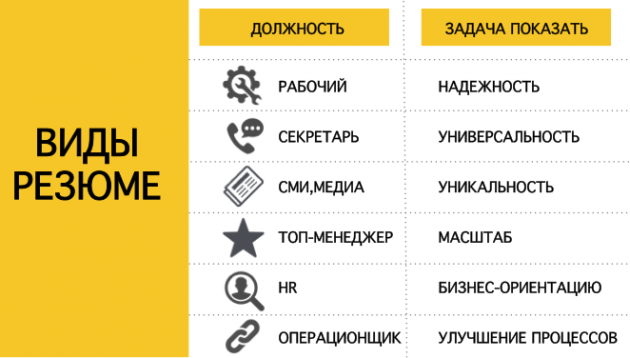 ВИДЫ
РЕЗЮМЕ
ДОЛЖНОСТЬ ЗАДАЧА ПОКАЗАТЬ
РАБОЧИЙ НАДЕЖНОСТЬ
СЕКРЕТАРЬ УНИВЕРСАЛЬНОСТЬ
СМИ,МЕДИА УНИКАЛЬНОСТЬ
ТОП-МЕНЕДЖЕР МАСШТАБ
HR БИЗНЕС-ОРИЕНТАЦИЮ
ОПЕРАЦИОНЩИК УЛУЧШЕНИЕ ПРОЦЕССОВ